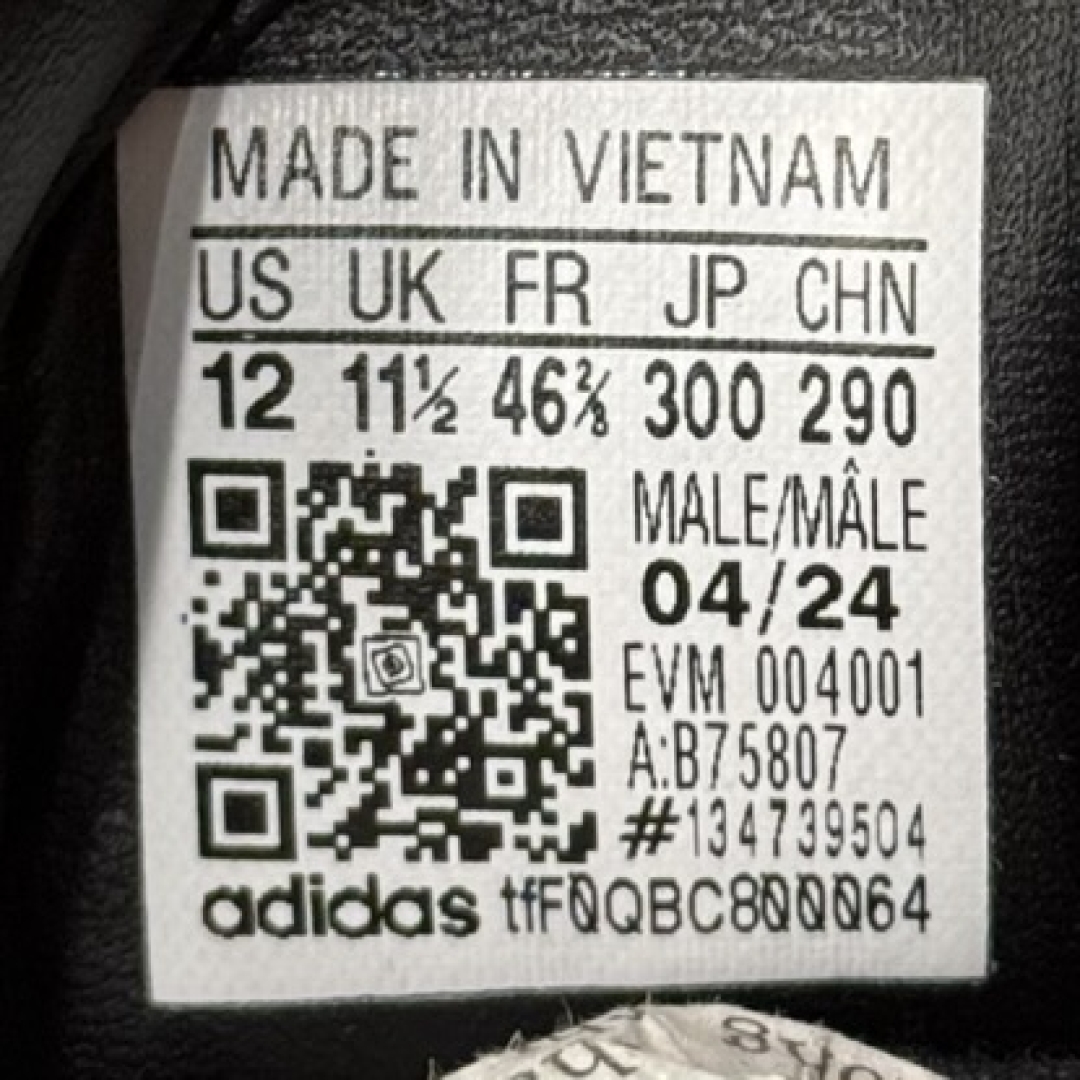 MADE IN VIETNAM
US UK FR JP CHN
12 11½ 46⅔ 300 290
MALE/MÂLE
04/24
EVM 004001
A:B75807
#134739504
adidas tfF0QBC800064